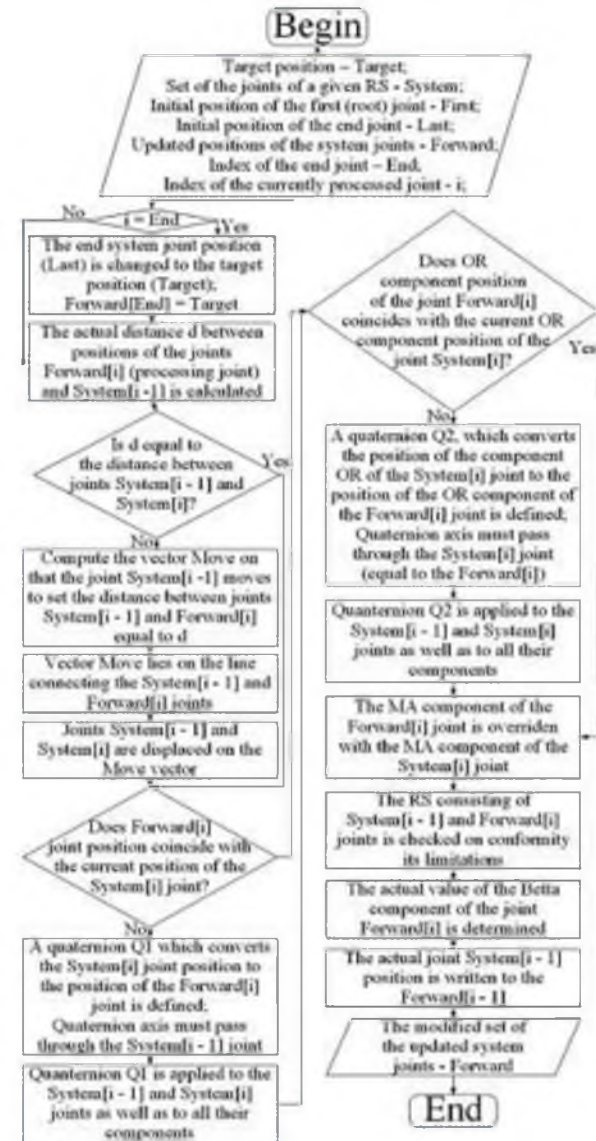 Begin
Target position – Target;
Set of the joints of a given RS - System;
Initial position of the first (root) joint - First;
Initial position of the end joint - Last;
Updated positions of the system joints - Forward;
Index of the end joint – End,
Index of the currently processed joint - i;
No
i = End
Yes
The end system joint position
(Last) is changed to the target
position (Target);
Forward[End] = Target
The actual distance d between
positions of the joints
Forward[i] (processing joint)
and System[i -1] is calculated
Is d equal to
the distance between
joints System[i - 1] and
System[i]?
Yes
No
Compute the vector Move on
that the joint System[i -1] moves
to set the distance between joints
System[i - 1] and Forward[i]
equal to d
Vector Move lies on the line
connecting the System[i - 1] and
Forward[i] joints
Joints System[i - 1] and
System[i] are displaced on the
Move vector
Does Forward[i]
joint position coincide with
the current position of the
System[i] joint?
No
A quaternion Q1 which converts
the System[i] joint position to
the position of the Forward[i]
joint is defined;
Quaternion axis must pass
through the System[i - 1] joint
Quanternion Q1 is applied to the
System[i - 1] and System[i]
joints as well as to all their
components
Does OR
component position
of the joint Forward[i]
coincides with the current OR
component position of the
joint System[i]?
Yes
No
A quaternion Q2, which converts
the position of the component
OR of the System[i] joint to the
position of the OR component of
the Forward[i] joint is defined;
Quaternion axis must pass
through the System[i] joint
(equal to the Forward[i])
Quanternion Q2 is applied to the
System[i - 1] and System[i]
joints as well as to all their
components
The MA component of the
Forward[i] joint is overriden
with the MA component of the
System[i] joint
The RS consisting of
System[i - 1] and Forward[i]
joints is checked on conformity
its limitations
The actual value of the Betta
component of the joint
Forward[i] is determined
The actual joint System[i - 1]
position is written to the
Forward[i - 1]
The modified set of
the updated system
joints - Forward
End